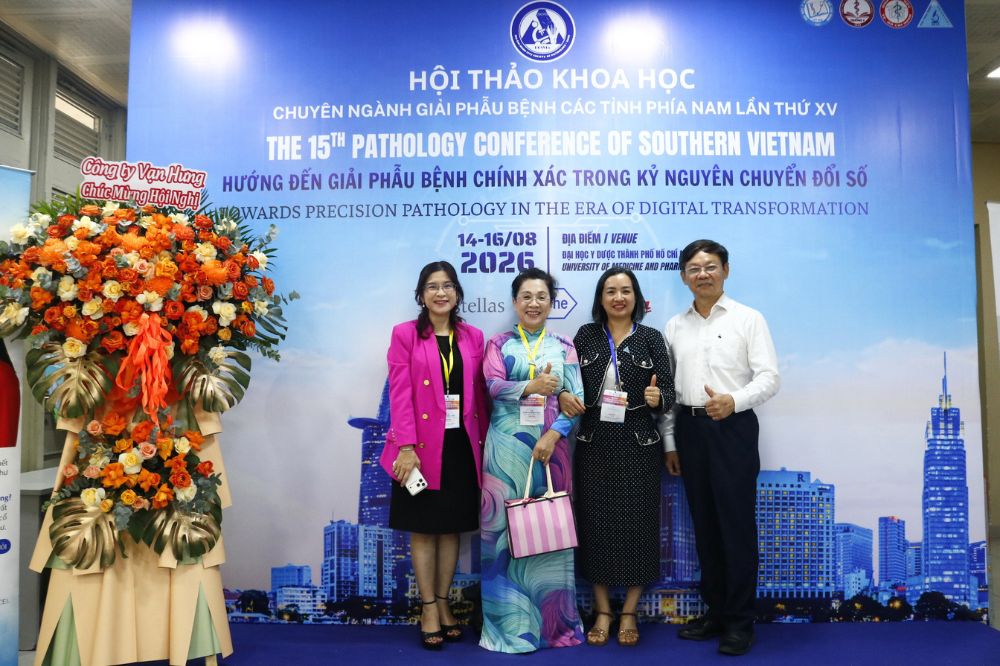 HỘI THẢO KHOA HỌC
CHUYÊN NGÀNH GIẢI PHẪU BỆNH CÁC TỈNH PHÍA NAM LẦN THỨ XV
THE 15TH PATHOLOGY CONFERENCE OF SOUTHERN VIETNAM
HƯỚNG ĐẾN GIẢI PHẪU BỆNH CHÍNH XÁC TRONG KỶ NGUYÊN CHUYỂN ĐỔI SỐ
TOWARDS PRECISION PATHOLOGY IN THE ERA OF DIGITAL TRANSFORMATION
14-16/08
2026
ĐỊA ĐIỂM / VENUE
ĐẠI HỌC Y DƯỢC THÀNH PHỐ HỒ CHÍ
UNIVERSITY OF MEDICINE AND
tellas
he
Công ty Vạn Hưng
Chúc Mừng Hội Nghị